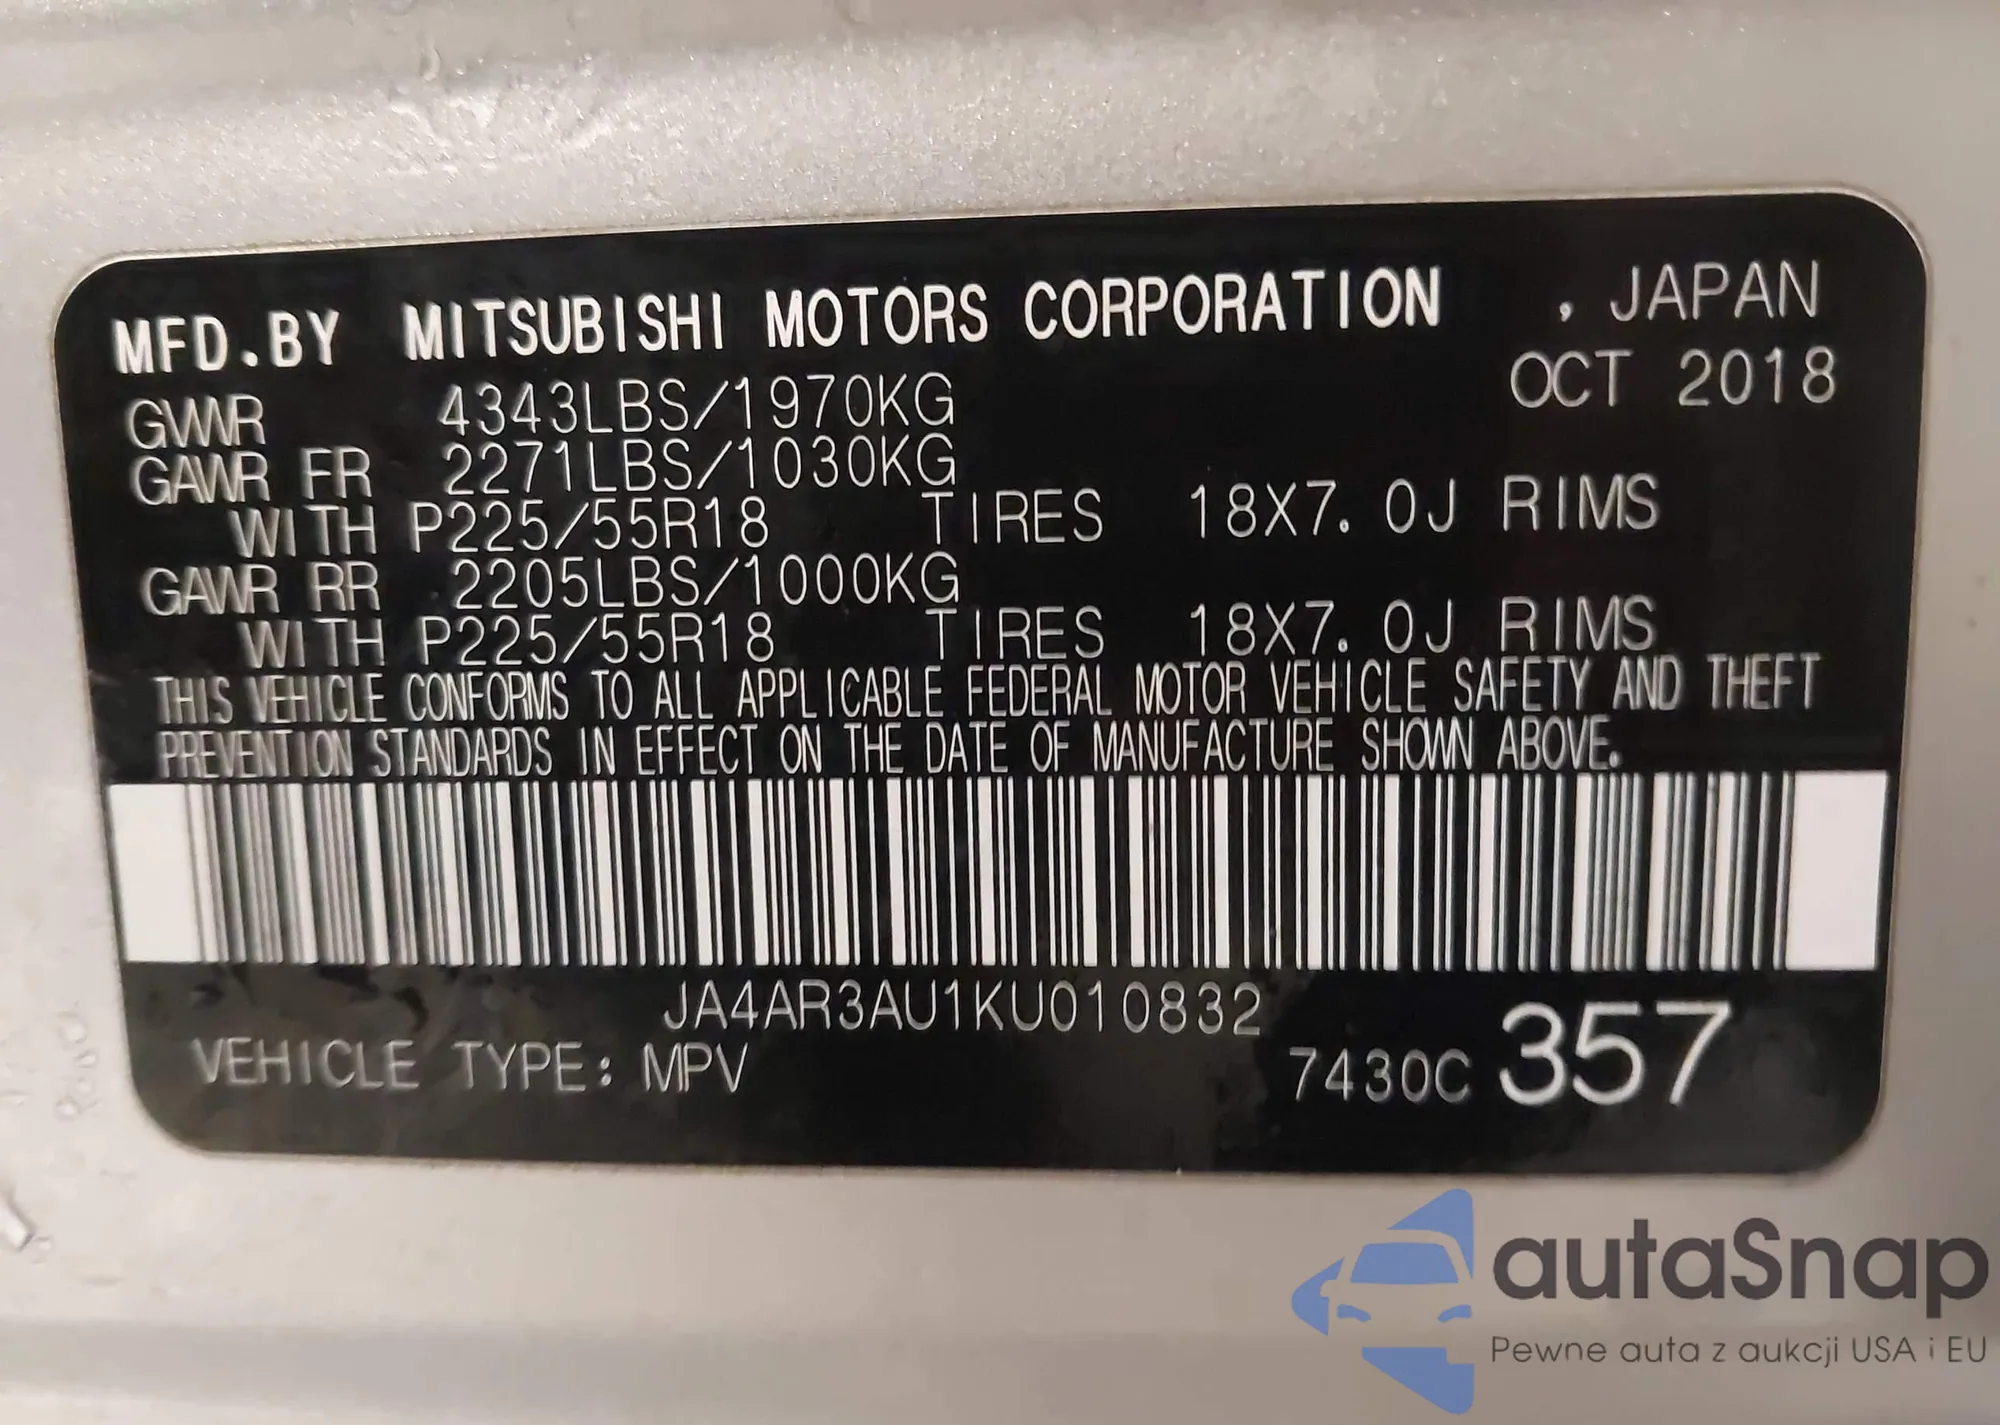 MFD.BY MITSUBISHI MOTORS CORPORATION , JAPAN
OCT 2018
GVWR 4343LBS/1970KG
GAWR FR 2271LBS/1030KG
WITH P225/55R18 TIRES 18X7.0J RIMS
GAWR RR 2205LBS/1000KG
WITH P225/55R18 TIRES 18X7.0J RIMS
THIS VEHICLE CONFORMS TO ALL APPLICABLE FEDERAL MOTOR VEHICLE SAFETY AND THEFT
PREVENTION STANDARDS IN EFFECT ON THE DATE OF MANUFACTURE SHOWN ABOVE.
JA4AR3AU1KU010832
VEHICLE TYPE: MPV 7430C 357
autaSnap
Pewne auta z aukcji USA i EU